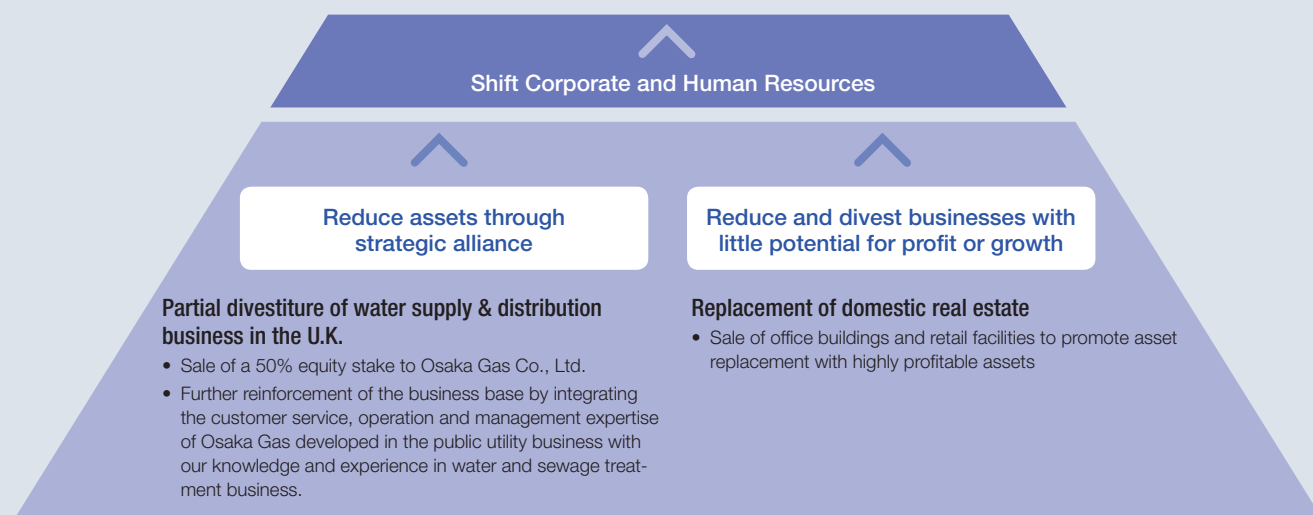 Shift Corporate and Human Resources
Reduce assets through
strategic alliance
Partial divestiture of water supply & distribution
business in the U.K.
• Sale of a 50% equity stake to Osaka Gas Co., Ltd.
• Further reinforcement of the business base by integrating
the customer service, operation and management expertise
of Osaka Gas developed in the public utility business with
our knowledge and experience in water and sewage treat-
ment business.
Reduce and divest businesses with
little potential for profit or growth
Replacement of domestic real estate
• Sale of office buildings and retail facilities to promote asset
replacement with highly profitable assets